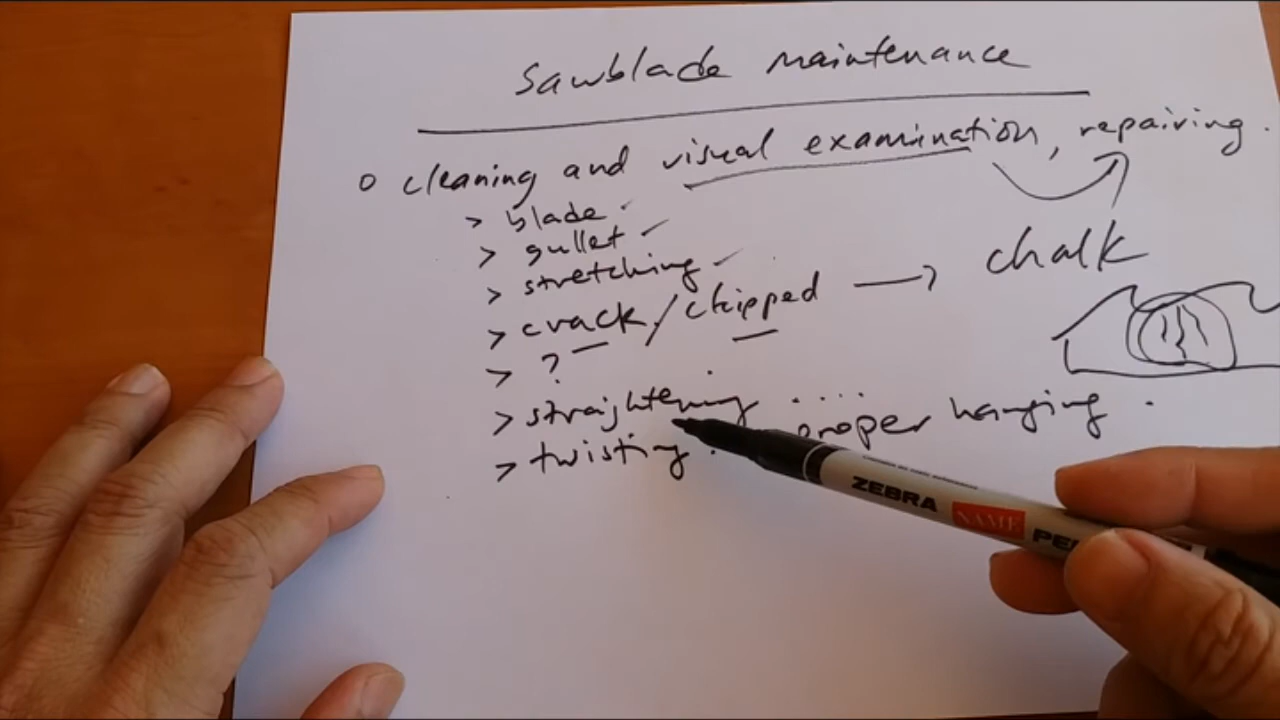 Sawblade maintenance
o cleaning and visual examination, repairing.
> blade ✓
> gullet ✓
> stretching ✓
> crack / chipped → chalk
> ?
> straightening . ....
> twisting . proper hanging .
ZEBRA NAME PE